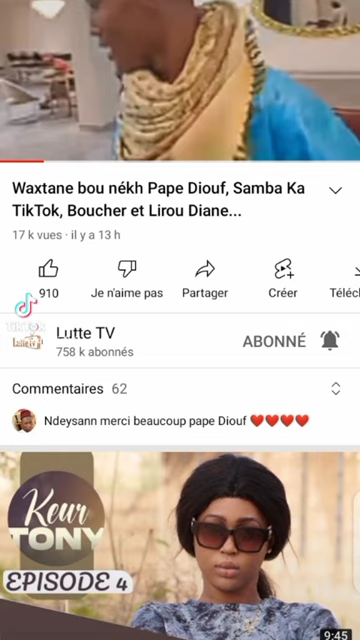 Waxtane bou nékh Pape Diouf, Samba Ka
TikTok, Boucher et Lirou Diane...
17 k vues · il y a 13 h
910
Je n'aime pas
Partager
Créer
Téléc
TikTok
Lutte TV
758 k abonnés
ABONNÉ
Commentaires 62
Ndeysann merci beaucoup pape Diouf ❤️❤️❤️❤️
Keur
TONY
EPISODE 4
9:45